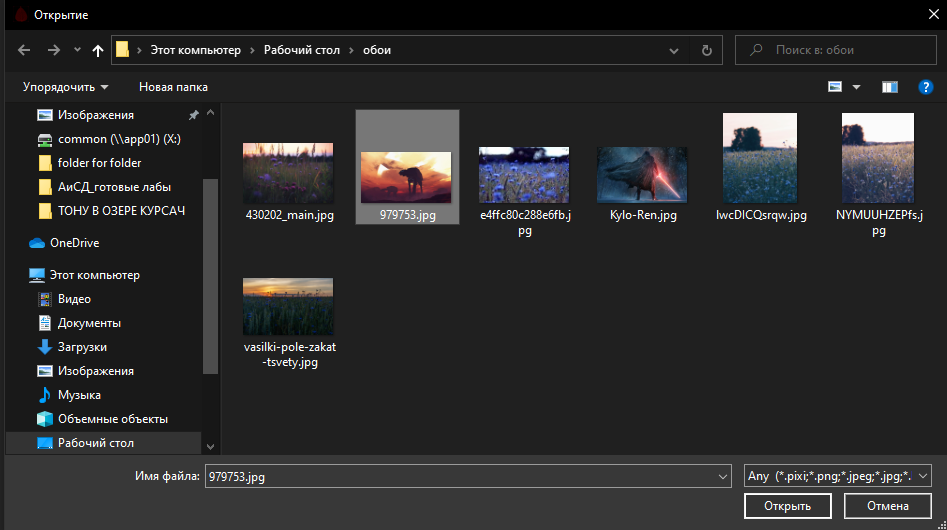 Открытие
Этот компьютер › Рабочий стол › обои
Поиск в: обои
Упорядочить
Новая папка
Изображения
common (\\app01) (X:)
folder for folder
АиСД_готовые лабы
ТОНУ В ОЗЕРЕ КУРСАЧ
OneDrive
Этот компьютер
Видео
Документы
Загрузки
Изображения
Музыка
Объемные объекты
Рабочий стол
430202_main.jpg
979753.jpg
e4ffc80c288e6fb.j
pg
Kylo-Ren.jpg
lwcDICQsrqw.jpg
NYMUUHZEPfs.j
pg
vasilki-pole-zakat
-tsvety.jpg
Имя файла:
979753.jpg
Any (*.pixi;*.png;*.jpeg;*.jpg;*.
Открыть
Отмена